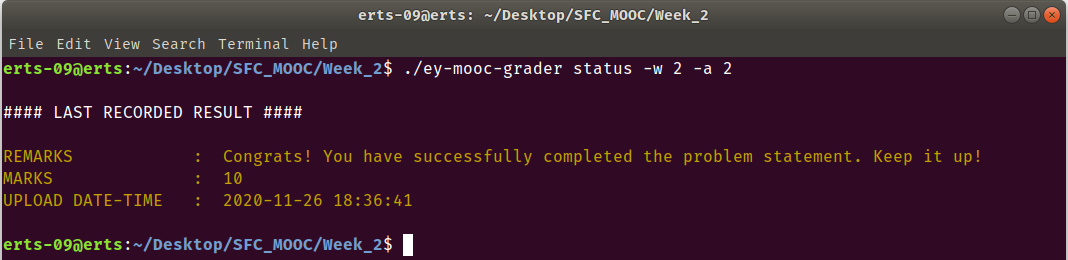 erts-09@erts: ~/Desktop/SFC_MOOC/Week_2
File Edit View Search Terminal Help
erts-09@erts:~/Desktop/SFC_MOOC/Week_2$ ./ey-mooc-grader status -w 2 -a 2
#### LAST RECORDED RESULT ####
REMARKS : Congrats! You have successfully completed the problem statement. Keep it up!
MARKS : 10
UPLOAD DATE-TIME : 2020-11-26 18:36:41
erts-09@erts:~/Desktop/SFC_MOOC/Week_2$